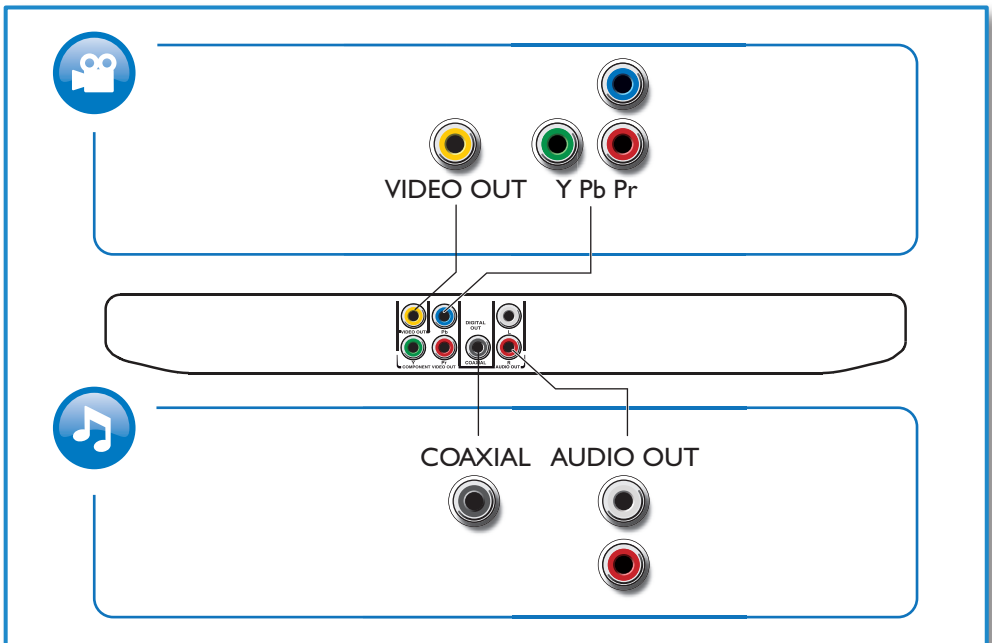 VIDEO OUT Y Pb Pr
VIDEO OUT Pb DIGITAL OUT L
Y Pr COAXIAL R
COMPONENT VIDEO OUT AUDIO OUT
COAXIAL AUDIO OUT